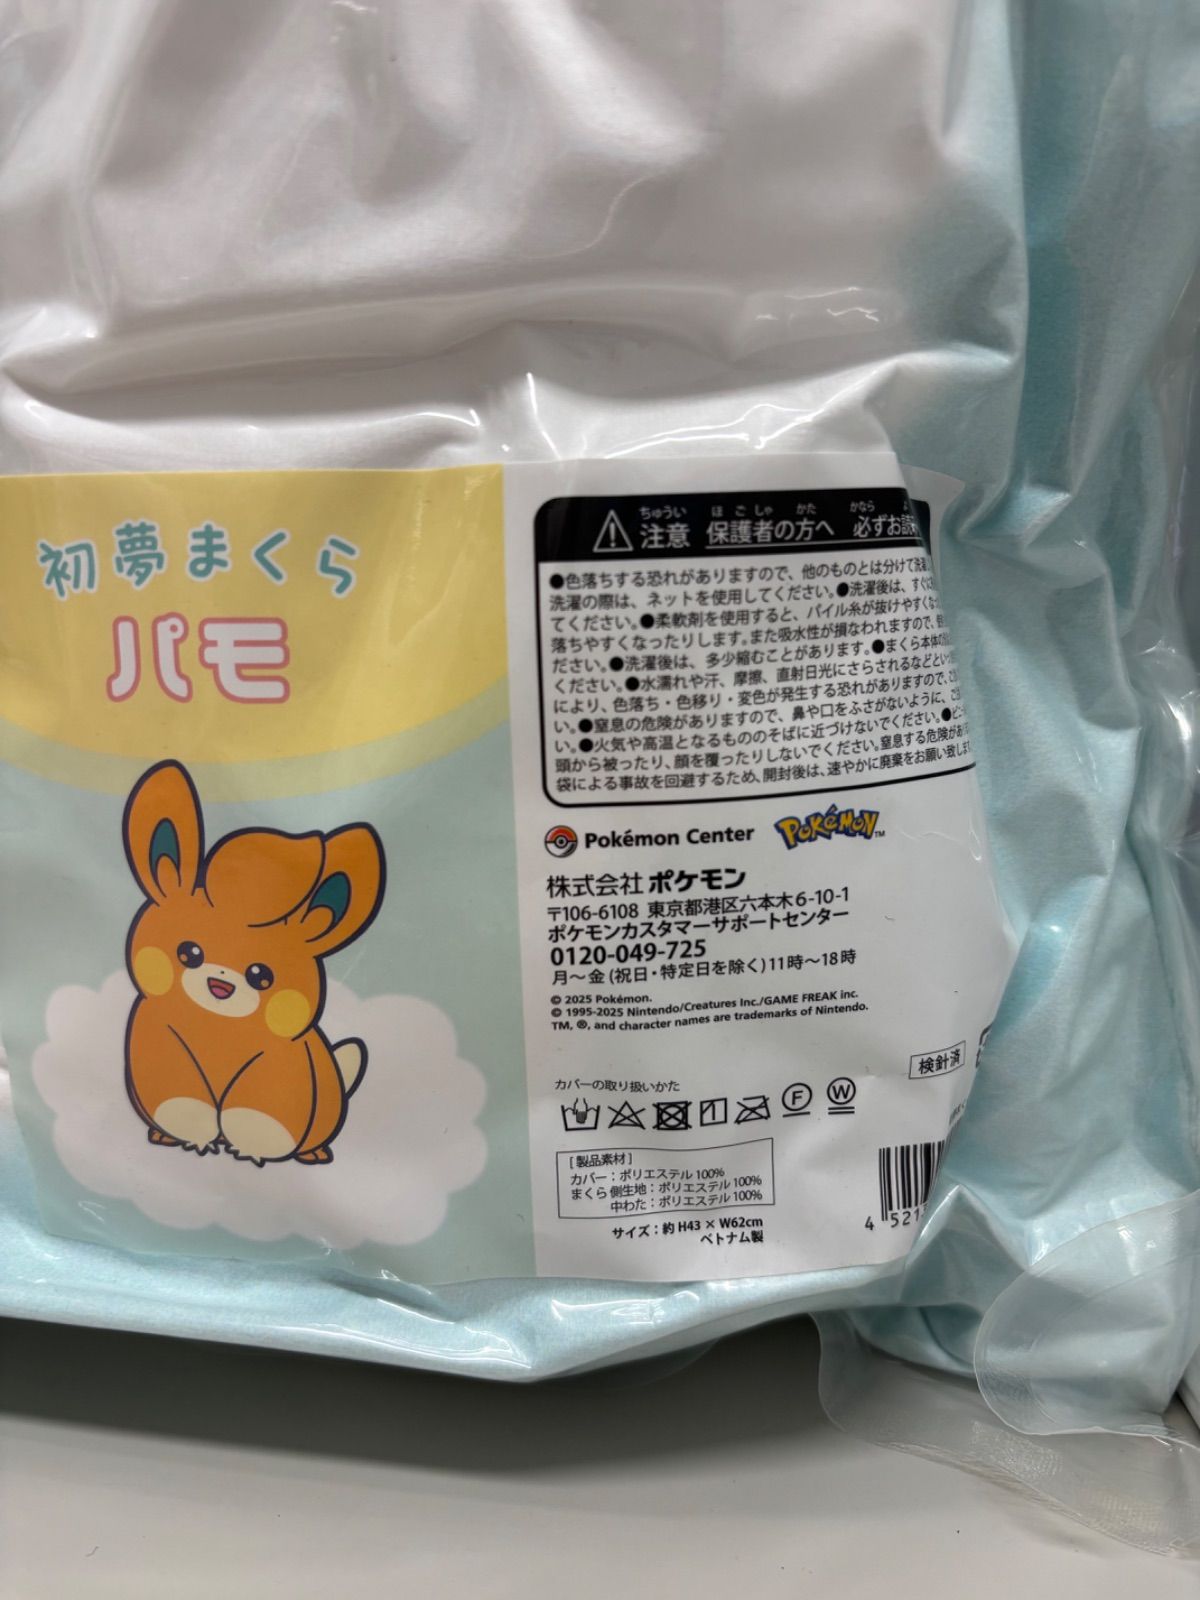 初夢まくら
パモ
ちゅうい ほごしゃ かた かなら よ
注意 保護者の方へ 必ずお読
●色落ちする恐れがありますので、他のものとは分けて洗濯し
洗濯の際は、ネットを使用してください。●洗濯後は、すぐに
てください。●柔軟剤を使用すると、パイル糸が抜けやすくな
落ちやすくなったりします。また吸水性が損なわれますので、
ださい。●洗濯後は、多少縮むことがあります。●まくら本体の
ください。●水濡れや汗、摩擦、直射日光にさらされるなどとい
により、色落ち・色移り・変色が発生する恐れがありますので、
い。●窒息の危険がありますので、鼻や口をふさがないように、ご
い。●火気や高温となるもののそばに近づけないでください。●ビニ
頭から被ったり、顔を覆ったりしないでください。窒息する危険があ
袋による事故を回避するため、開封後は、速やかに廃棄をお願い致しま
Pokémon Center POKéMON™
株式会社ポケモン
〒106-6108 東京都港区六本木6-10-1
ポケモンカスタマーサポートセンター
0120-049-725
月～金(祝日・特定日を除く)11時～18時
© 2025 Pokémon.
© 1995-2025 Nintendo/Creatures Inc./GAME FREAK inc.
TM, ®, and character names are trademarks of Nintendo.
検針済
カバーの取り扱いかた
1 F W
[製品素材]
カバー：ポリエステル100%
まくら 側生地：ポリエステル100%
中わた：ポリエステル100%
サイズ：約 H43 × W62cm
ベトナム製
4 521